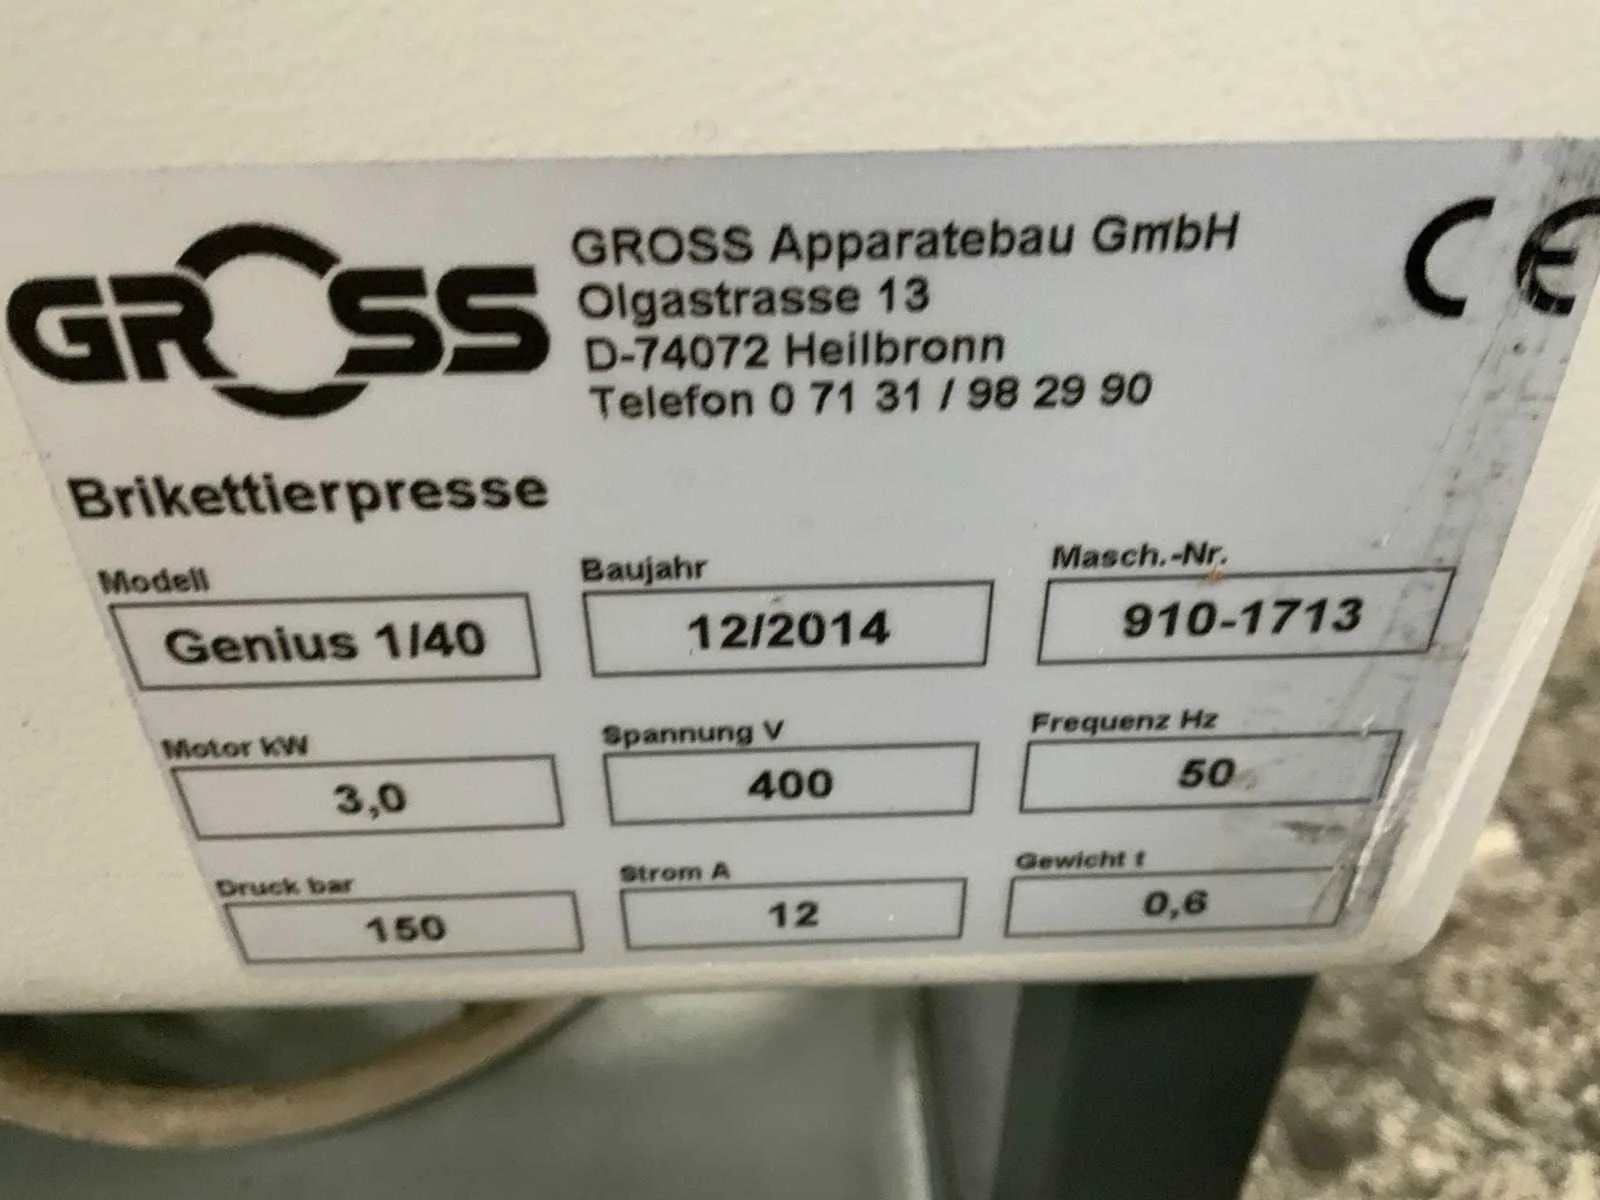 GROSS
GROSS Apparatebau GmbH
Olgastrasse 13
D-74072 Heilbronn
Telefon 0 71 31 / 98 29 90
CE
Brikettierpresse
Modell Baujahr Masch.-Nr.
Genius 1/40 12/2014 910-1713
Motor kW Spannung V Frequenz Hz
3,0 400 50
Druck bar Strom A Gewicht t
150 12 0,6